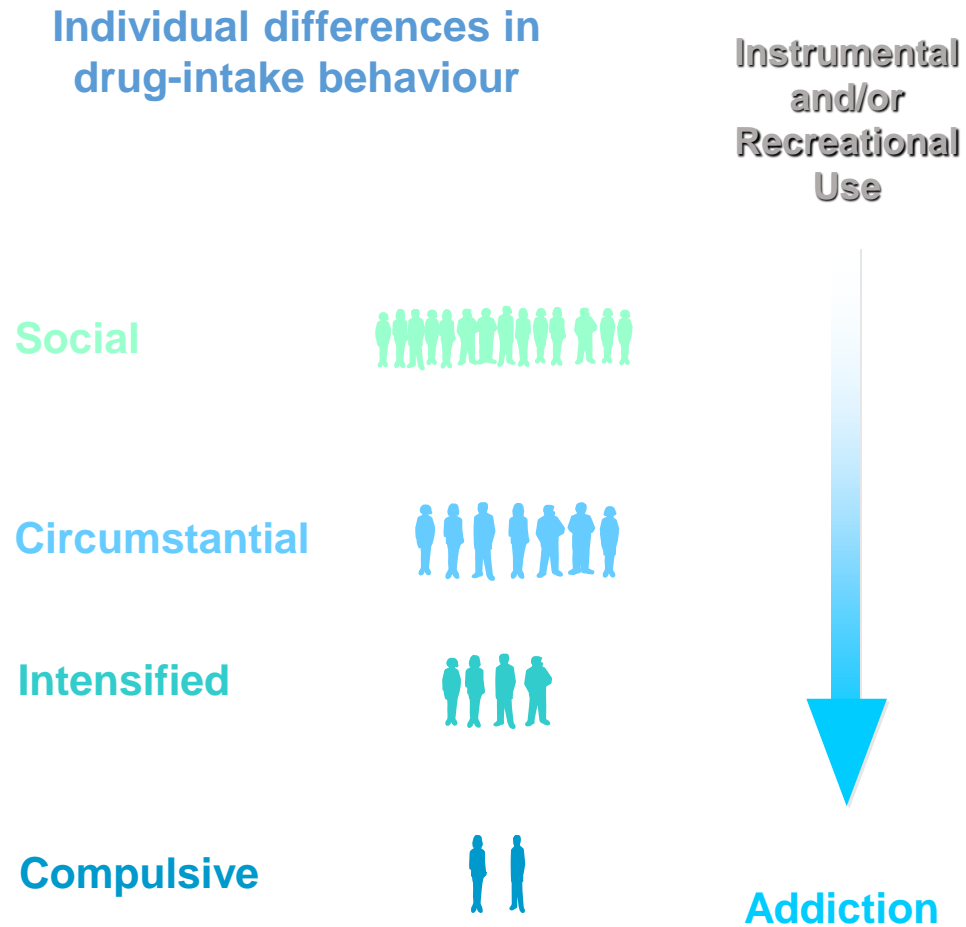 Individual differences in
drug-intake behaviour
Instrumental
and/or
Recreational
Use
Social
Circumstantial
Intensified
Compulsive
Addiction